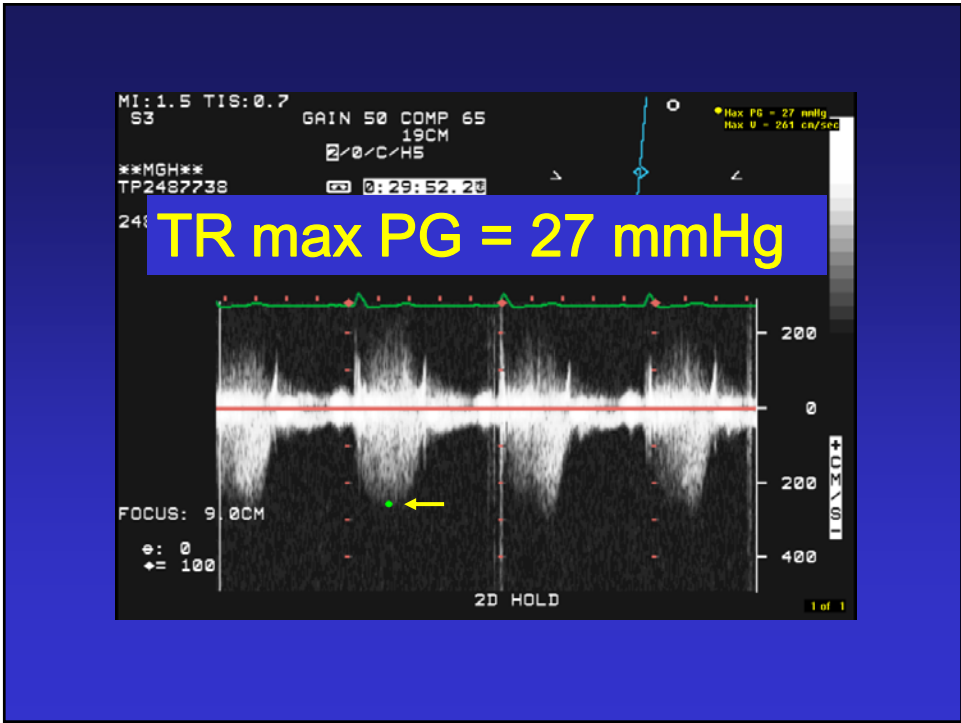 MI:1.5 TIS:0.7
S3
GAIN 50 COMP 65
19CM
2/0/C/H5
Max PG = 27 mmHg
Max V = 261 cm/sec
**MGH**
TP2487738
0:29:52.2
248
TR max PG = 27 mmHg
200
0
200
400
+CM/S-
FOCUS: 9.0CM
: 0
= 100
2D HOLD
1 of 1